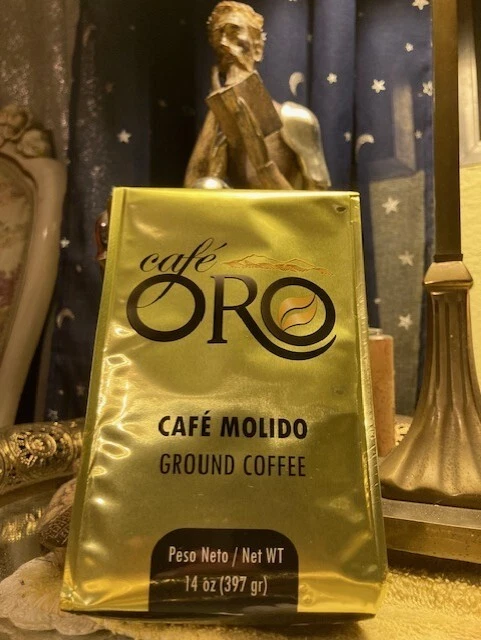 café
ORO
CAFÉ MOLIDO
GROUND COFFEE
Peso Neto / Net WT
14 oz (397 gr)